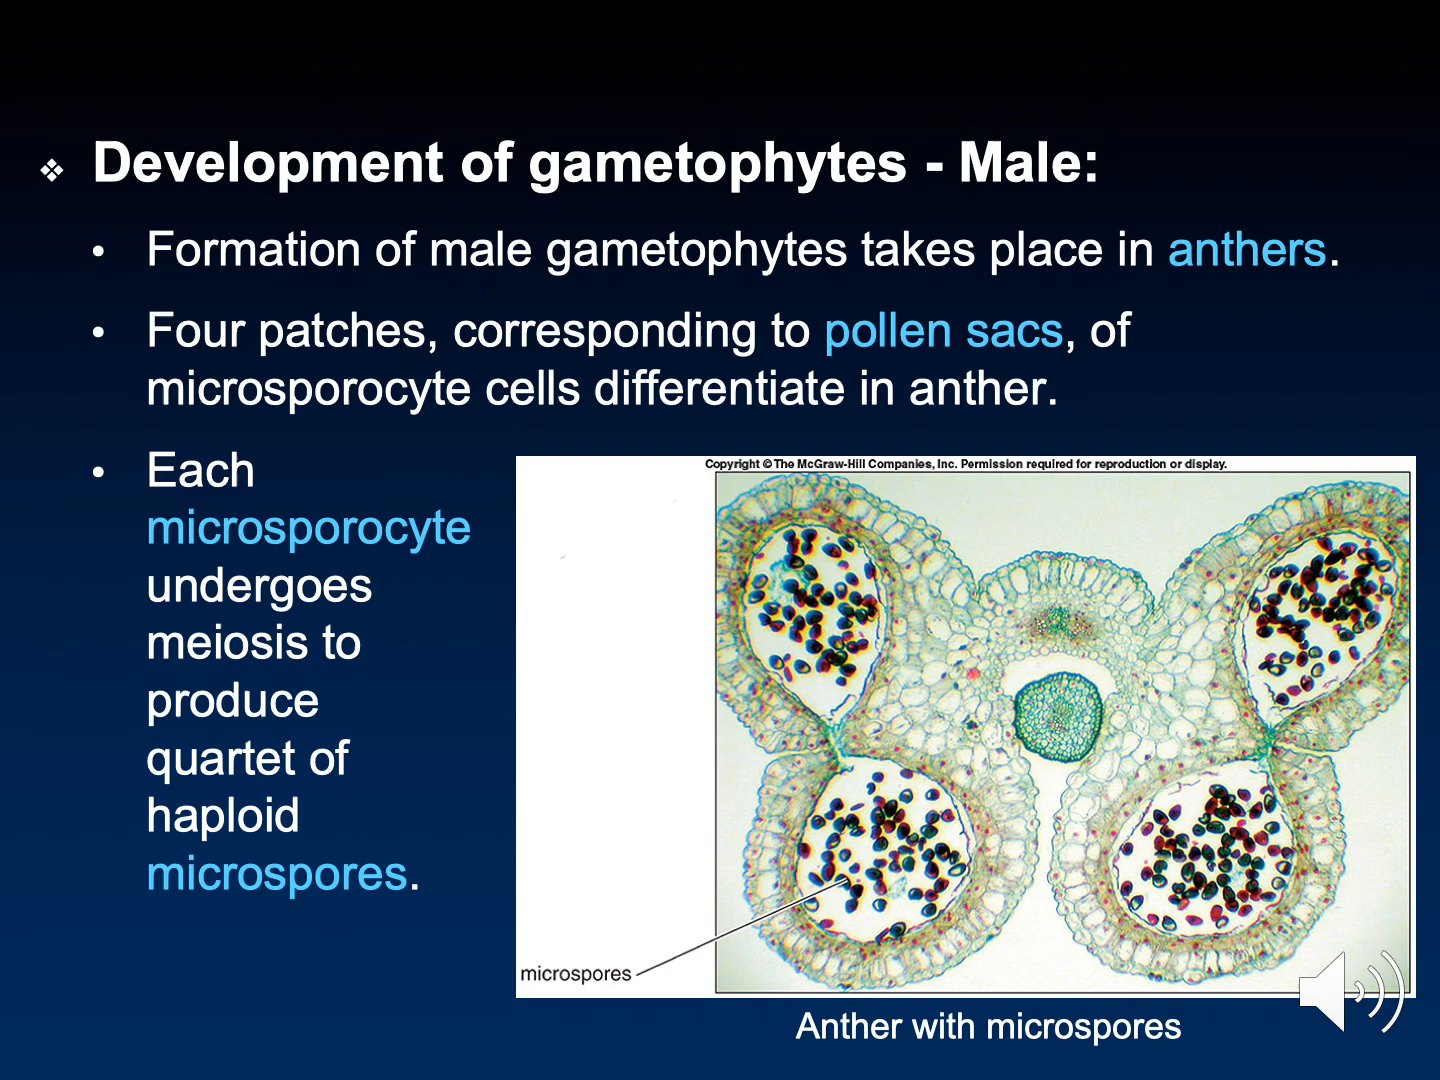 Development of gametophytes - Male:
Formation of male gametophytes takes place in anthers.
Four patches, corresponding to pollen sacs, of
microsporocyte cells differentiate in anther.
Each
microsporocyte
undergoes
meiosis to
produce
quartet of
haploid
microspores.
Copyright © The McGraw-Hill Companies, Inc. Permission required for reproduction or display.
microspores
Anther with microspores